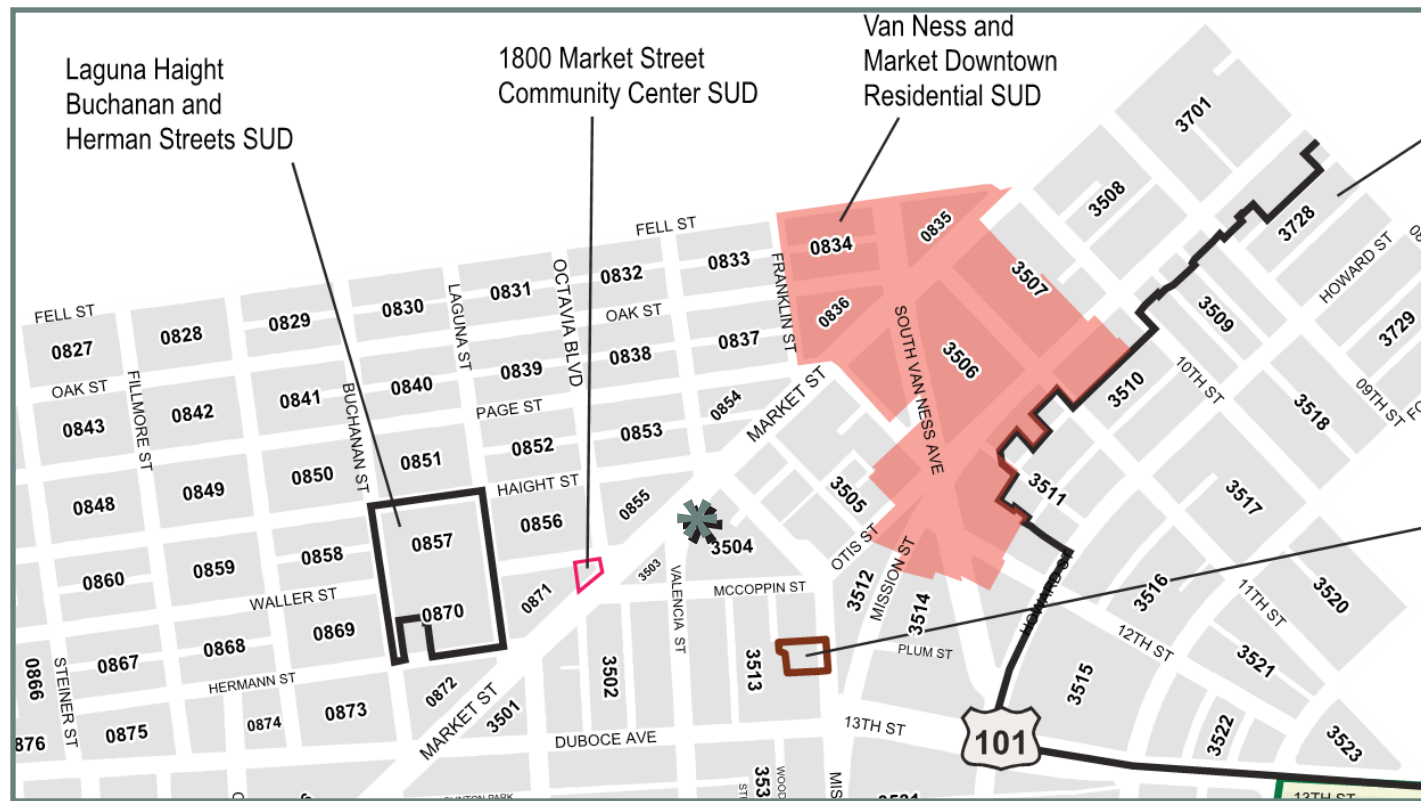 Laguna Haight
Buchanan and
Herman Streets SUD
1800 Market Street
Community Center SUD
Van Ness and
Market Downtown
Residential SUD
3701
3508
3728
HOWARD ST
3729
09TH ST
FELL ST
0835
0834
0833
0832
0831
0830
0829
0828
FELL ST
0827
OAK ST
FILLMORE ST
BUCHANAN ST
LAGUNA ST
OCTAVIA BLVD
OAK ST
FRANKLIN ST
0836
3507
3509
10TH ST
3518
0843
0842
0841
0840
0839
0838
0837
SOUTH VAN NESS AVE
3506
3510
PAGE ST
0854
MARKET ST
0848
0849
0850
0851
0852
0853
HAIGHT ST
0855
3505
3511
3517
0860
0859
0858
0857
0856
3503
3504
OTIS ST
MISSION ST
HOWARD ST
WALLER ST
0870
0871
VALENCIA ST
MCCOPPIN ST
3512
3514
3516
11TH ST
3520
0866
STEINER ST
0867
0868
0869
3502
3513
PLUM ST
12TH ST
3521
HERMANN ST
0872
3515
0875
0874
0873
MARKET ST
3501
DUBOCE AVE
13TH ST
101
3522
3523
13TH ST